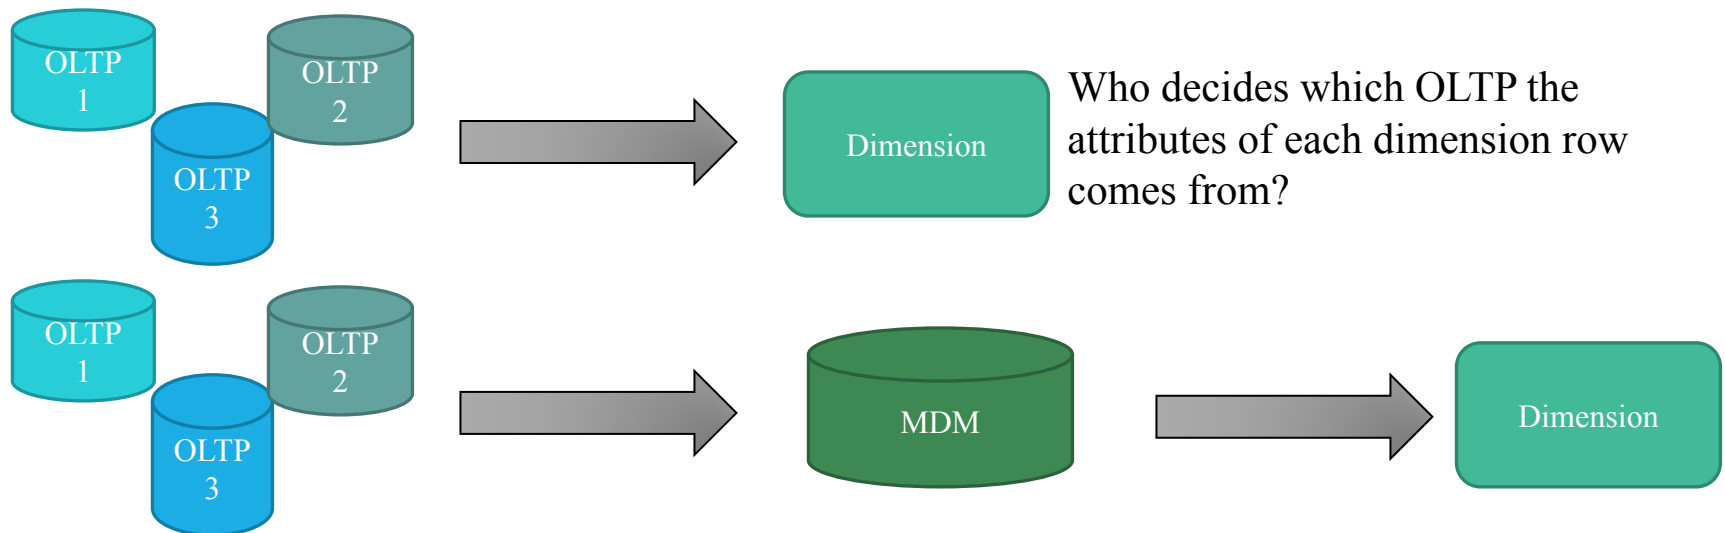 OLTP
1
OLTP
2
OLTP
3
Dimension
Who decides which OLTP the
attributes of each dimension row
comes from?
OLTP
1
OLTP
2
OLTP
3
MDM
Dimension